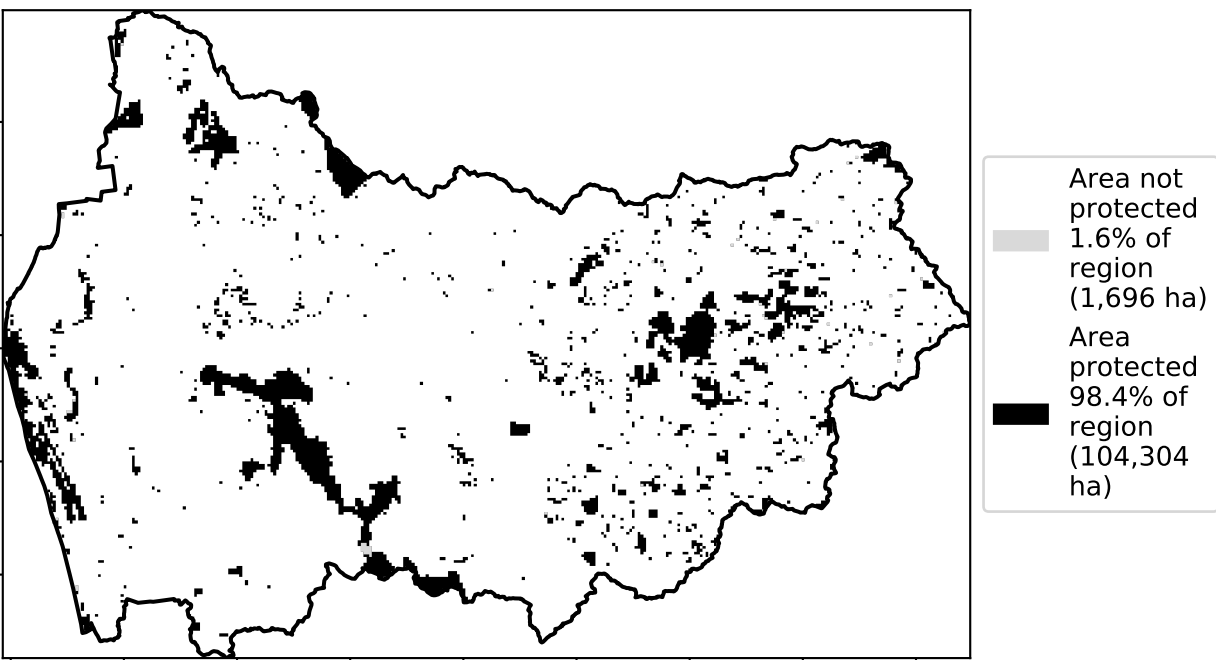 Area not
protected
1.6% of
region
(1,696 ha)
Area
protected
98.4% of
region
(104,304
ha)